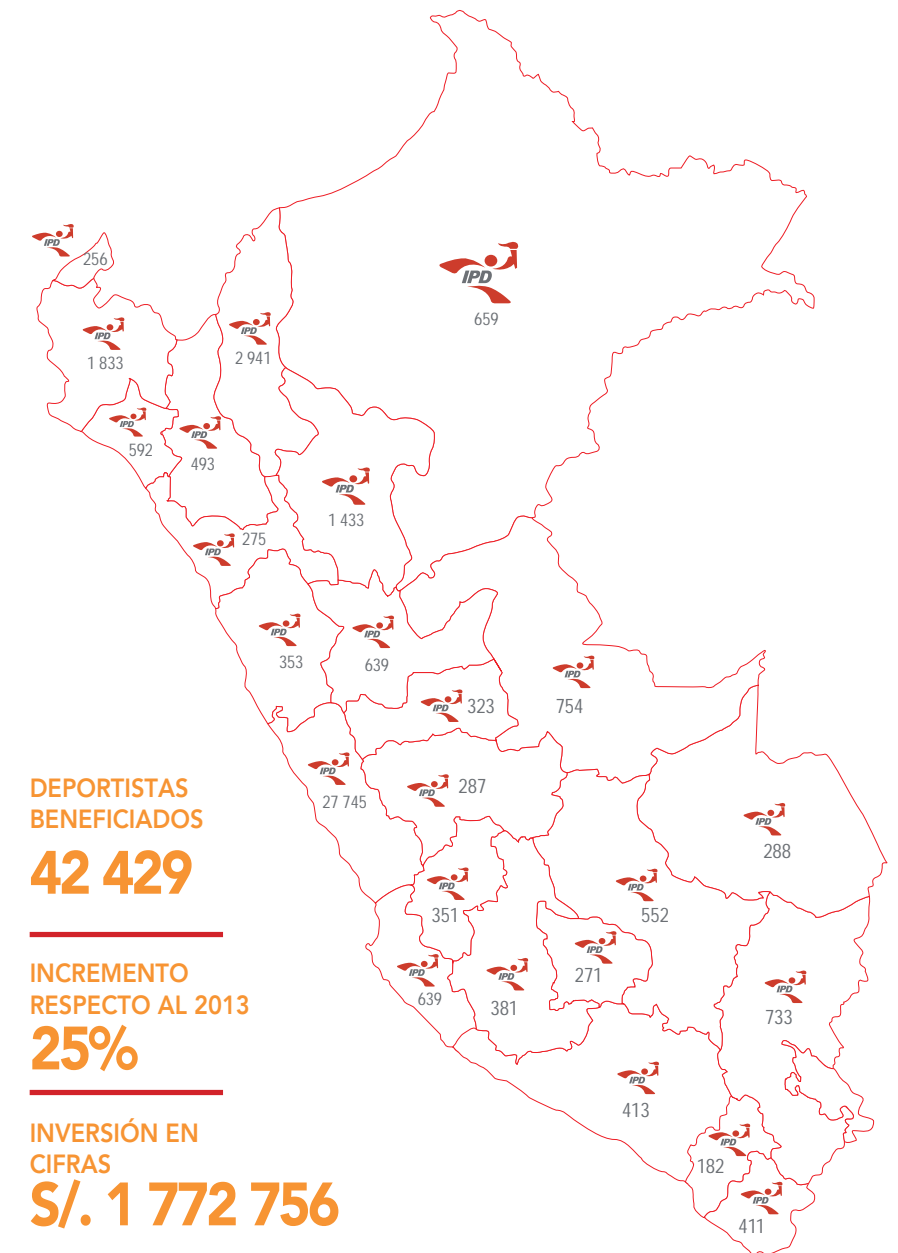 IPD
256
IPD
659
IPD
1 833
IPD
2 941
IPD
592
IPD
493
IPD
1 433
IPD
275
IPD
353
IPD
639
IPD
323
IPD
754
IPD
27 745
IPD
287
IPD
288
IPD
351
IPD
552
IPD
639
IPD
381
IPD
271
IPD
733
IPD
413
IPD
182
IPD
411
DEPORTISTAS
BENEFICIADOS
42 429
INCREMENTO
RESPECTO AL 2013
25%
INVERSIÓN EN
CIFRAS
S/. 1 772 756